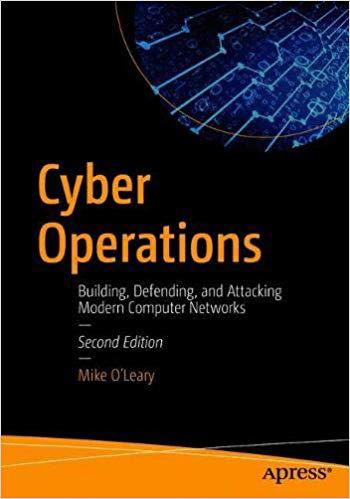 Cyber
Operations
Building, Defending, and Attacking
Modern Computer Networks
—
Second Edition
—
Mike O'Leary
Apress®